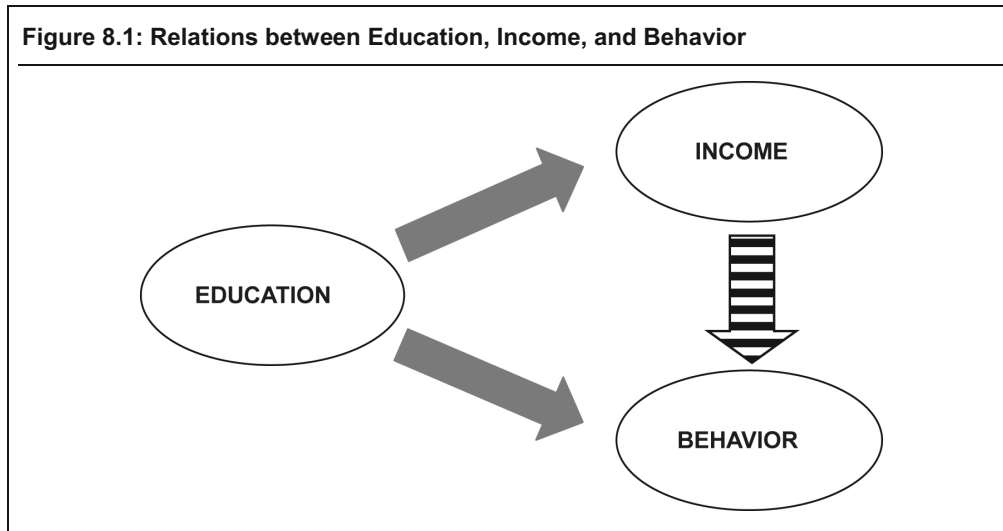 Figure 8.1: Relations between Education, Income, and Behavior
INCOME
EDUCATION
BEHAVIOR